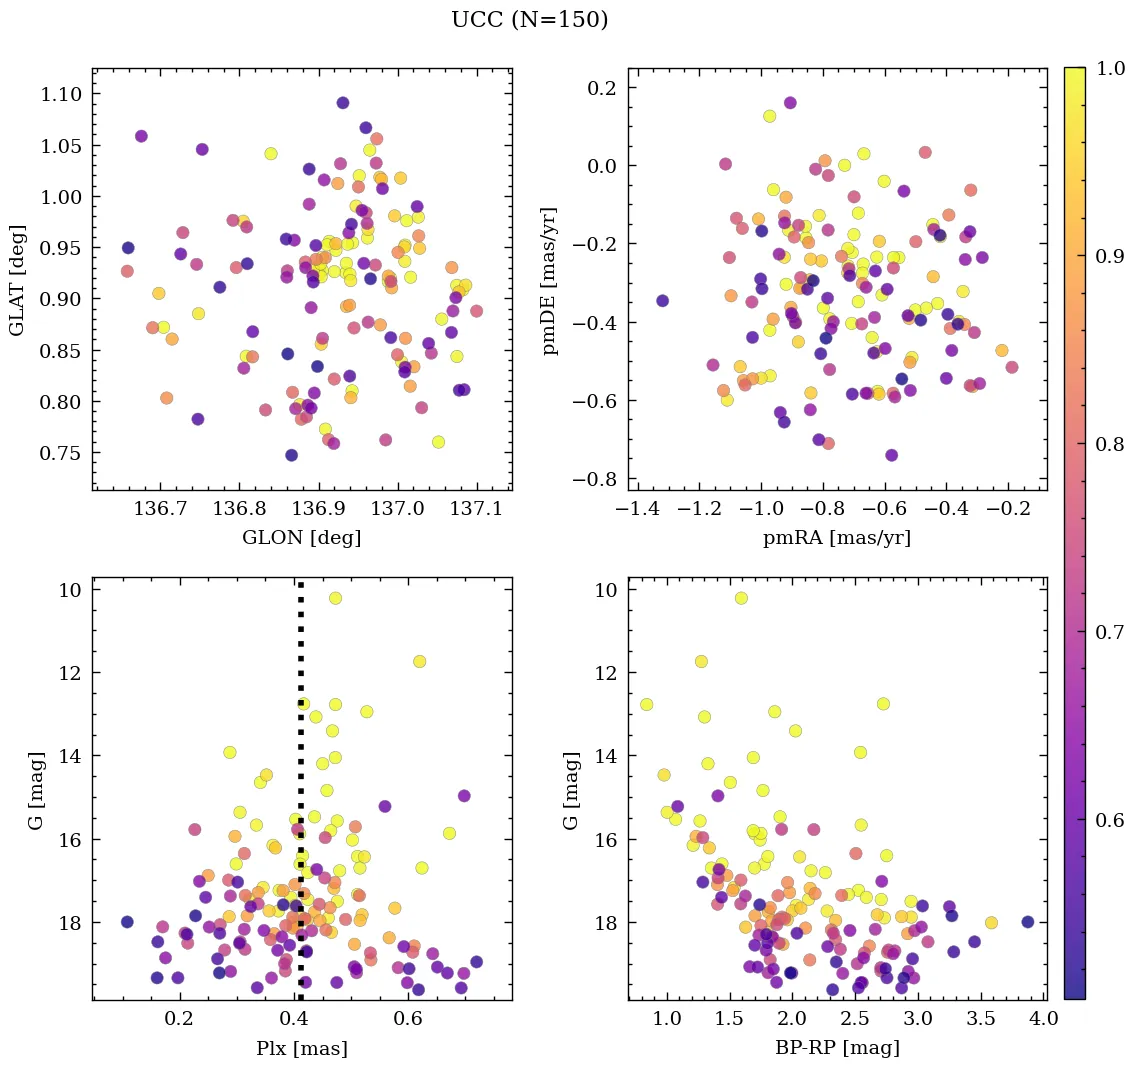 UCC (N=150)
1.10
1.05
1.00
0.95
0.90
0.85
0.80
0.75
GLAT [deg]
136.7 136.8 136.9 137.0 137.1
GLON [deg]
0.2
0.0
−0.2
−0.4
−0.6
−0.8
pmDE [mas/yr]
−1.4 −1.2 −1.0 −0.8 −0.6 −0.4 −0.2
pmRA [mas/yr]
1.0
0.9
0.8
0.7
0.6
10
12
14
16
18
G [mag]
0.2 0.4 0.6
Plx [mas]
10
12
14
16
18
G [mag]
1.0 1.5 2.0 2.5 3.0 3.5 4.0
BP-RP [mag]